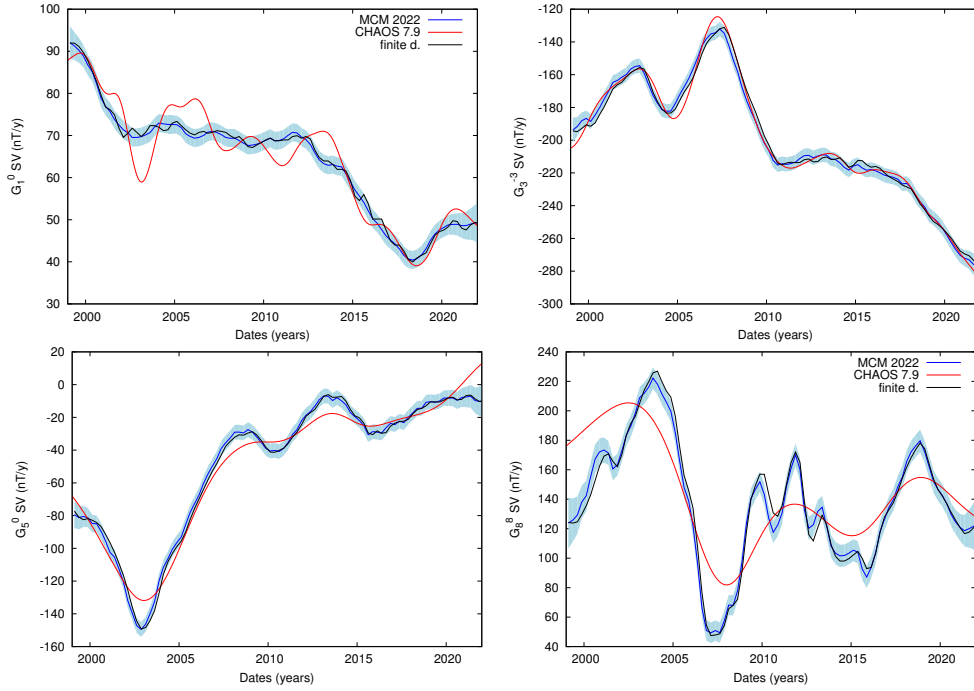 MCM 2022
CHAOS 7.9
finite d.
100
90
80
70
60
50
40
30
G₁⁰ SV (nT/y)
2000 2005 2010 2015 2020
Dates (years)
-120
-140
-160
-180
-200
-220
-240
-260
-280
-300
G₃⁻³ SV (nT/y)
2000 2005 2010 2015 2020
Dates (years)
20
0
-20
-40
-60
-80
-100
-120
-140
-160
G₅⁰ SV (nT/y)
2000 2005 2010 2015 2020
Dates (years)
MCM 2022
CHAOS 7.9
finite d.
240
220
200
180
160
140
120
100
80
60
40
G₈⁸ SV (nT/y)
2000 2005 2010 2015 2020
Dates (years)